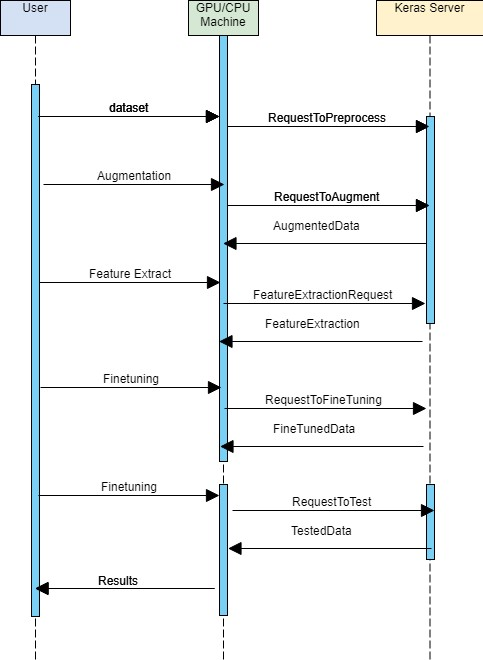 User
GPU/CPU
Machine
Keras Server
dataset
RequestToPreprocess
Augmentation
RequestToAugment
AugmentedData
Feature Extract
FeatureExtractionRequest
FeatureExtraction
Finetuning
RequestToFineTuning
FineTunedData
Finetuning
RequestToTest
TestedData
Results